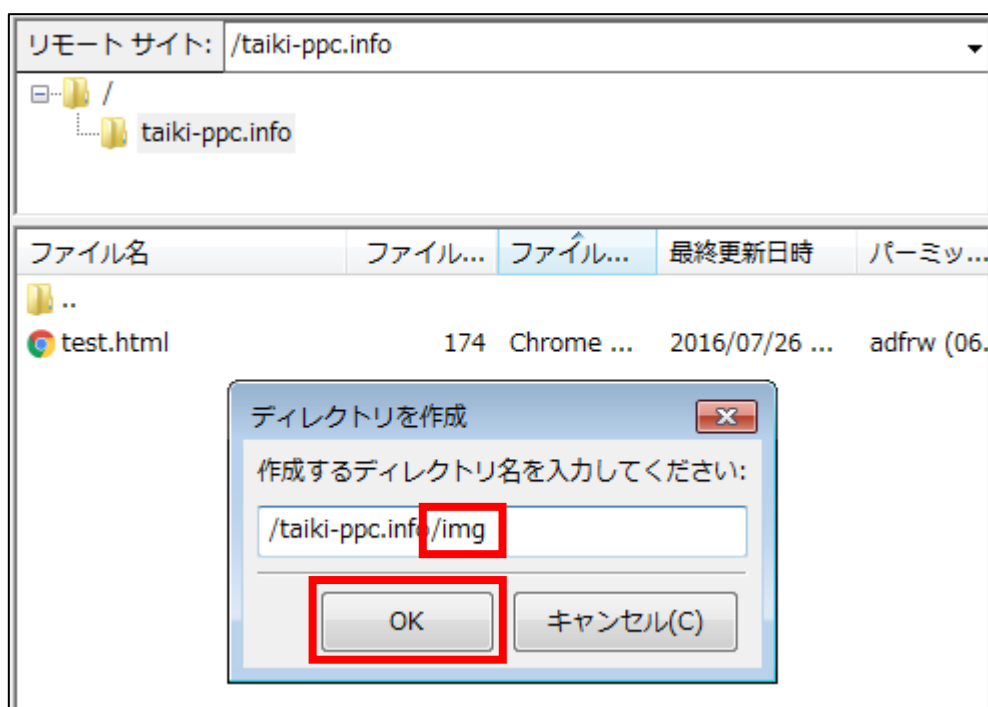 リモート サイト: /taiki-ppc.info
/
taiki-ppc.info
ファイル名 ファイル... ファイル... 最終更新日時 パーミッ...
..
test.html 174 Chrome ... 2016/07/26 ... adfrw (06.
ディレクトリを作成
作成するディレクトリ名を入力してください:
/taiki-ppc.info/img
OK キャンセル(C)